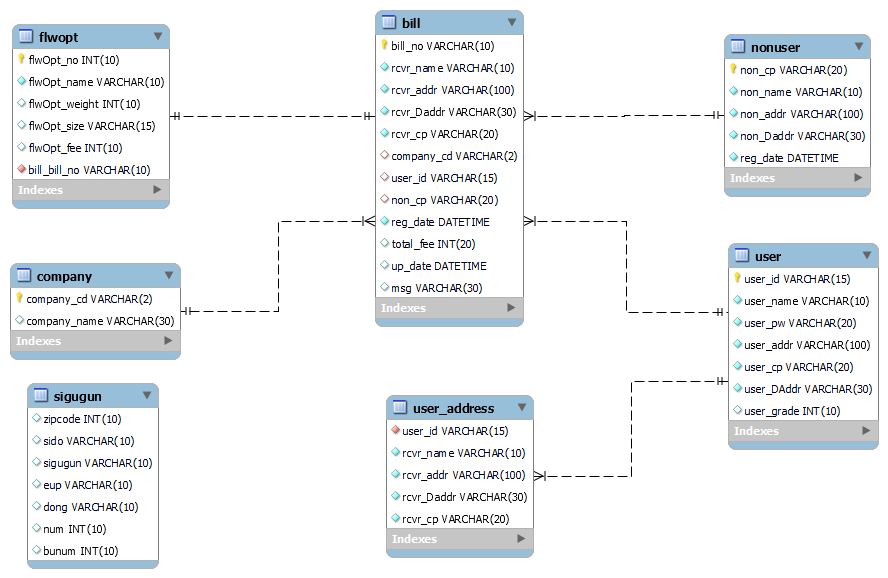 flwopt
flwOpt_no INT(10)
flwOpt_name VARCHAR(10)
flwOpt_weight INT(10)
flwOpt_size VARCHAR(15)
flwOpt_fee INT(10)
bill_bill_no VARCHAR(10)
Indexes
bill
bill_no VARCHAR(10)
rcvr_name VARCHAR(10)
rcvr_addr VARCHAR(100)
rcvr_Daddr VARCHAR(30)
rcvr_cp VARCHAR(20)
company_cd VARCHAR(2)
user_id VARCHAR(15)
non_cp VARCHAR(20)
reg_date DATETIME
total_fee INT(20)
up_date DATETIME
msg VARCHAR(30)
Indexes
nonuser
non_cp VARCHAR(20)
non_name VARCHAR(10)
non_addr VARCHAR(100)
non_Daddr VARCHAR(30)
reg_date DATETIME
Indexes
company
company_cd VARCHAR(2)
company_name VARCHAR(30)
Indexes
user
user_id VARCHAR(15)
user_name VARCHAR(10)
user_pw VARCHAR(20)
user_addr VARCHAR(100)
user_cp VARCHAR(20)
user_DAddr VARCHAR(30)
user_grade INT(10)
Indexes
sigugun
zipcode INT(10)
sido VARCHAR(10)
sigugun VARCHAR(10)
eup VARCHAR(10)
dong VARCHAR(10)
num INT(10)
bunum INT(10)
user_address
user_id VARCHAR(15)
rcvr_name VARCHAR(10)
rcvr_addr VARCHAR(100)
rcvr_Daddr VARCHAR(30)
rcvr_cp VARCHAR(20)
Indexes